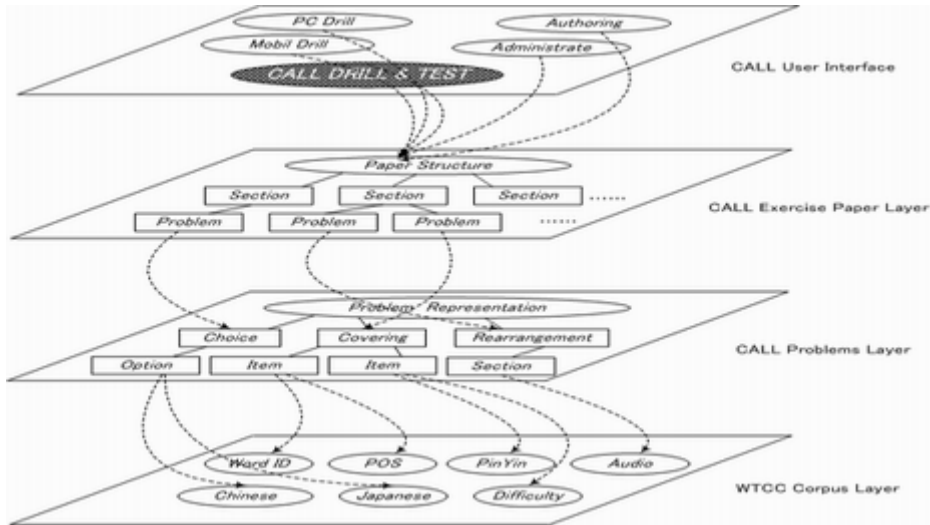 PC Drill
Authoring
Mobil Drill
Administrate
CALL DRILL & TEST
CALL User Interface
Paper Structure
Section Section Section ......
CALL Exercise Paper Layer
Problem Problem Problem ......
Problem Representation
Choice Covering Rearrangement
CALL Problems Layer
Option Item Item Section
Word ID POS PinYin Audio
WTCC Corpus Layer
Chinese Japanese Difficulty